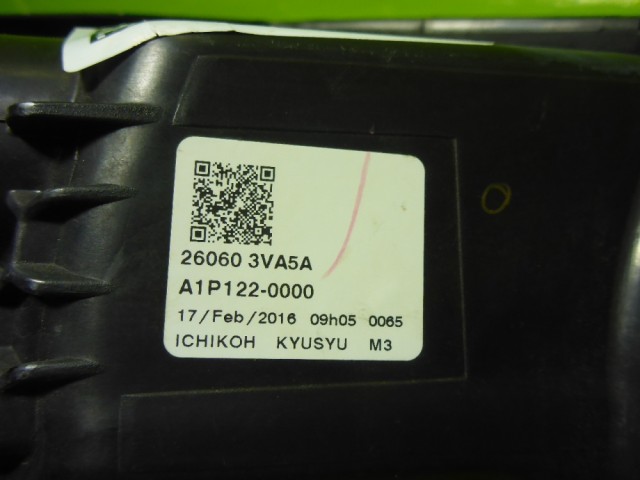 26060 3VA5A
A1P122-0000
17/Feb/2016 09h05 0065
ICHIKOH KYUSYU M3